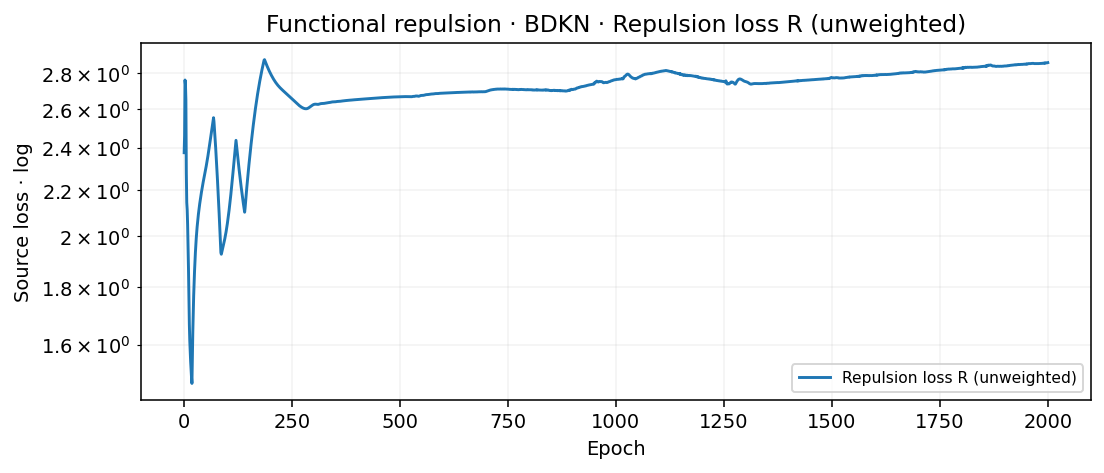 Functional repulsion · BDKN · Repulsion loss R (unweighted)
Source loss · log
2.8 × 10⁰
2.6 × 10⁰
2.4 × 10⁰
2.2 × 10⁰
2 × 10⁰
1.8 × 10⁰
1.6 × 10⁰
Repulsion loss R (unweighted)
0 250 500 750 1000 1250 1500 1750 2000
Epoch